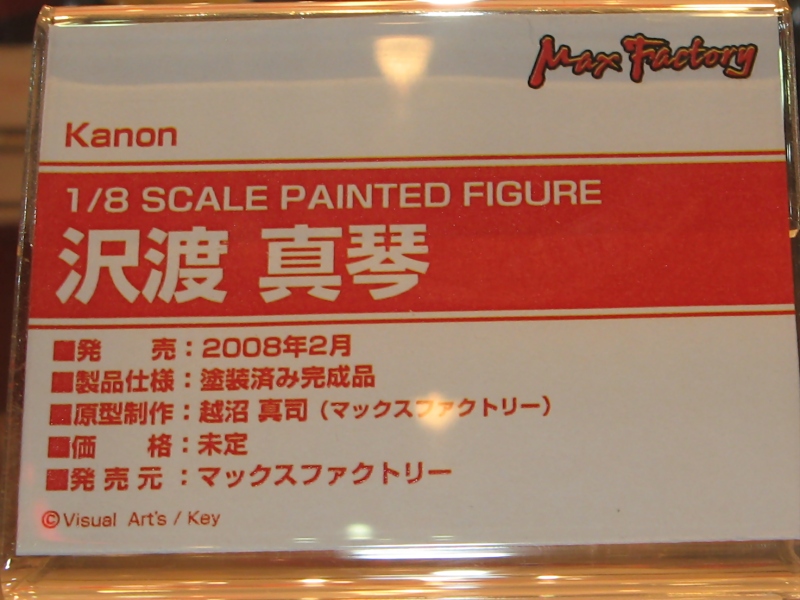 Max Factory
Kanon
1/8 SCALE PAINTED FIGURE
沢渡 真琴
■発　売：2008年2月
■製品仕様：塗装済み完成品
■原型制作：越沼 真司（マックスファクトリー）
■価　格：未定
■発売元：マックスファクトリー
©Visual Art's / Key